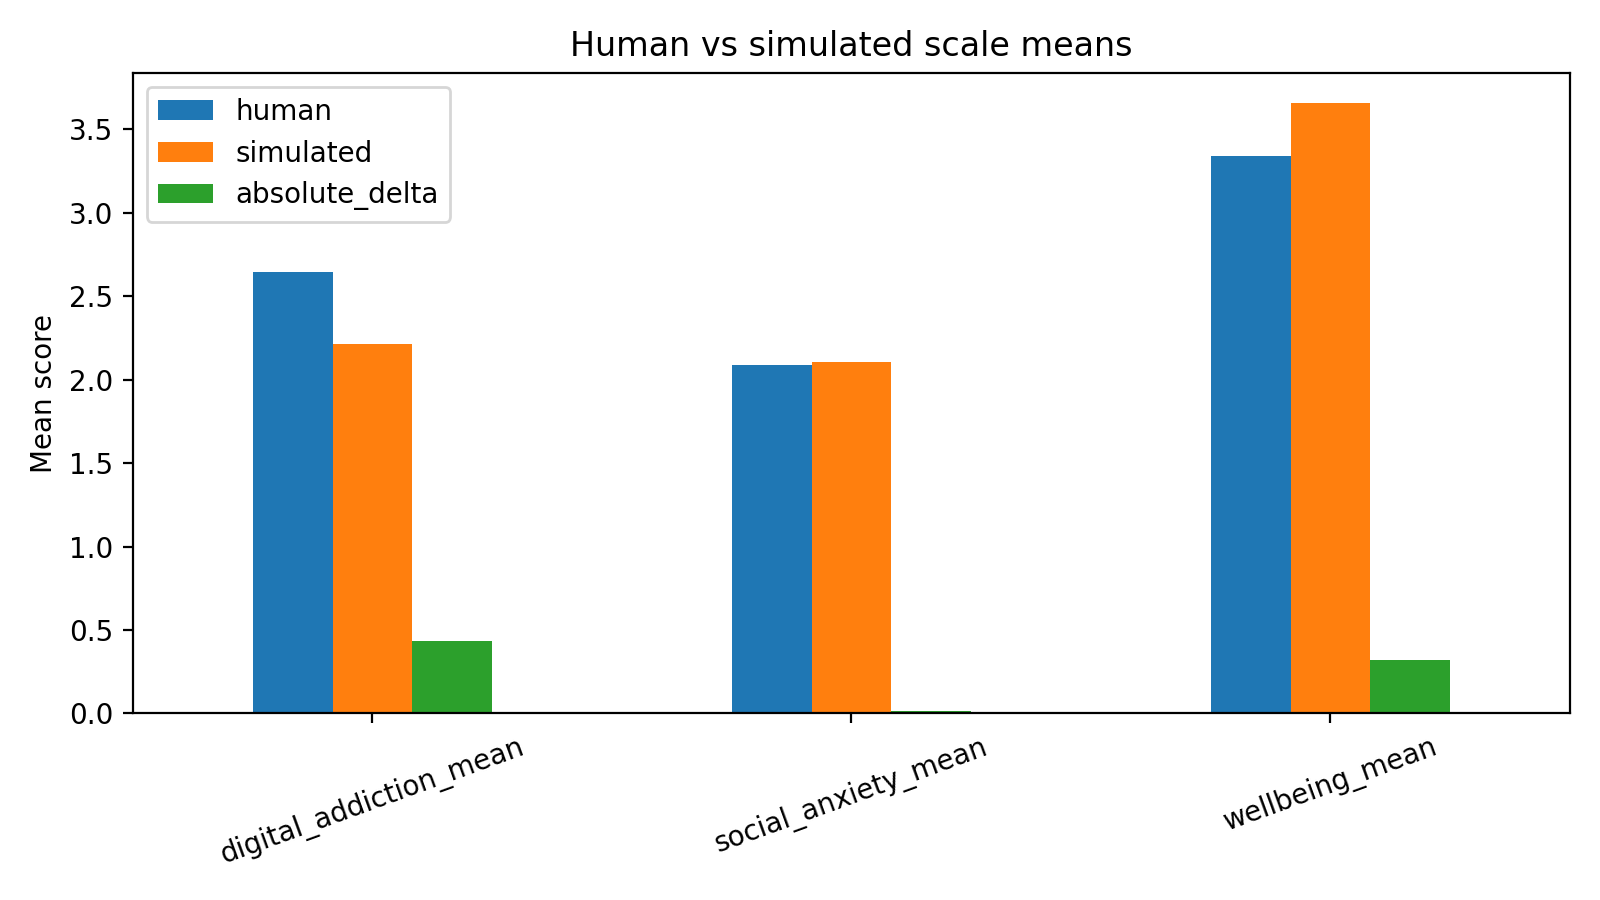 Human vs simulated scale means
human
simulated
absolute_delta
Mean score
3.5
3.0
2.5
2.0
1.5
1.0
0.5
0.0
digital_addiction_mean
social_anxiety_mean
wellbeing_mean